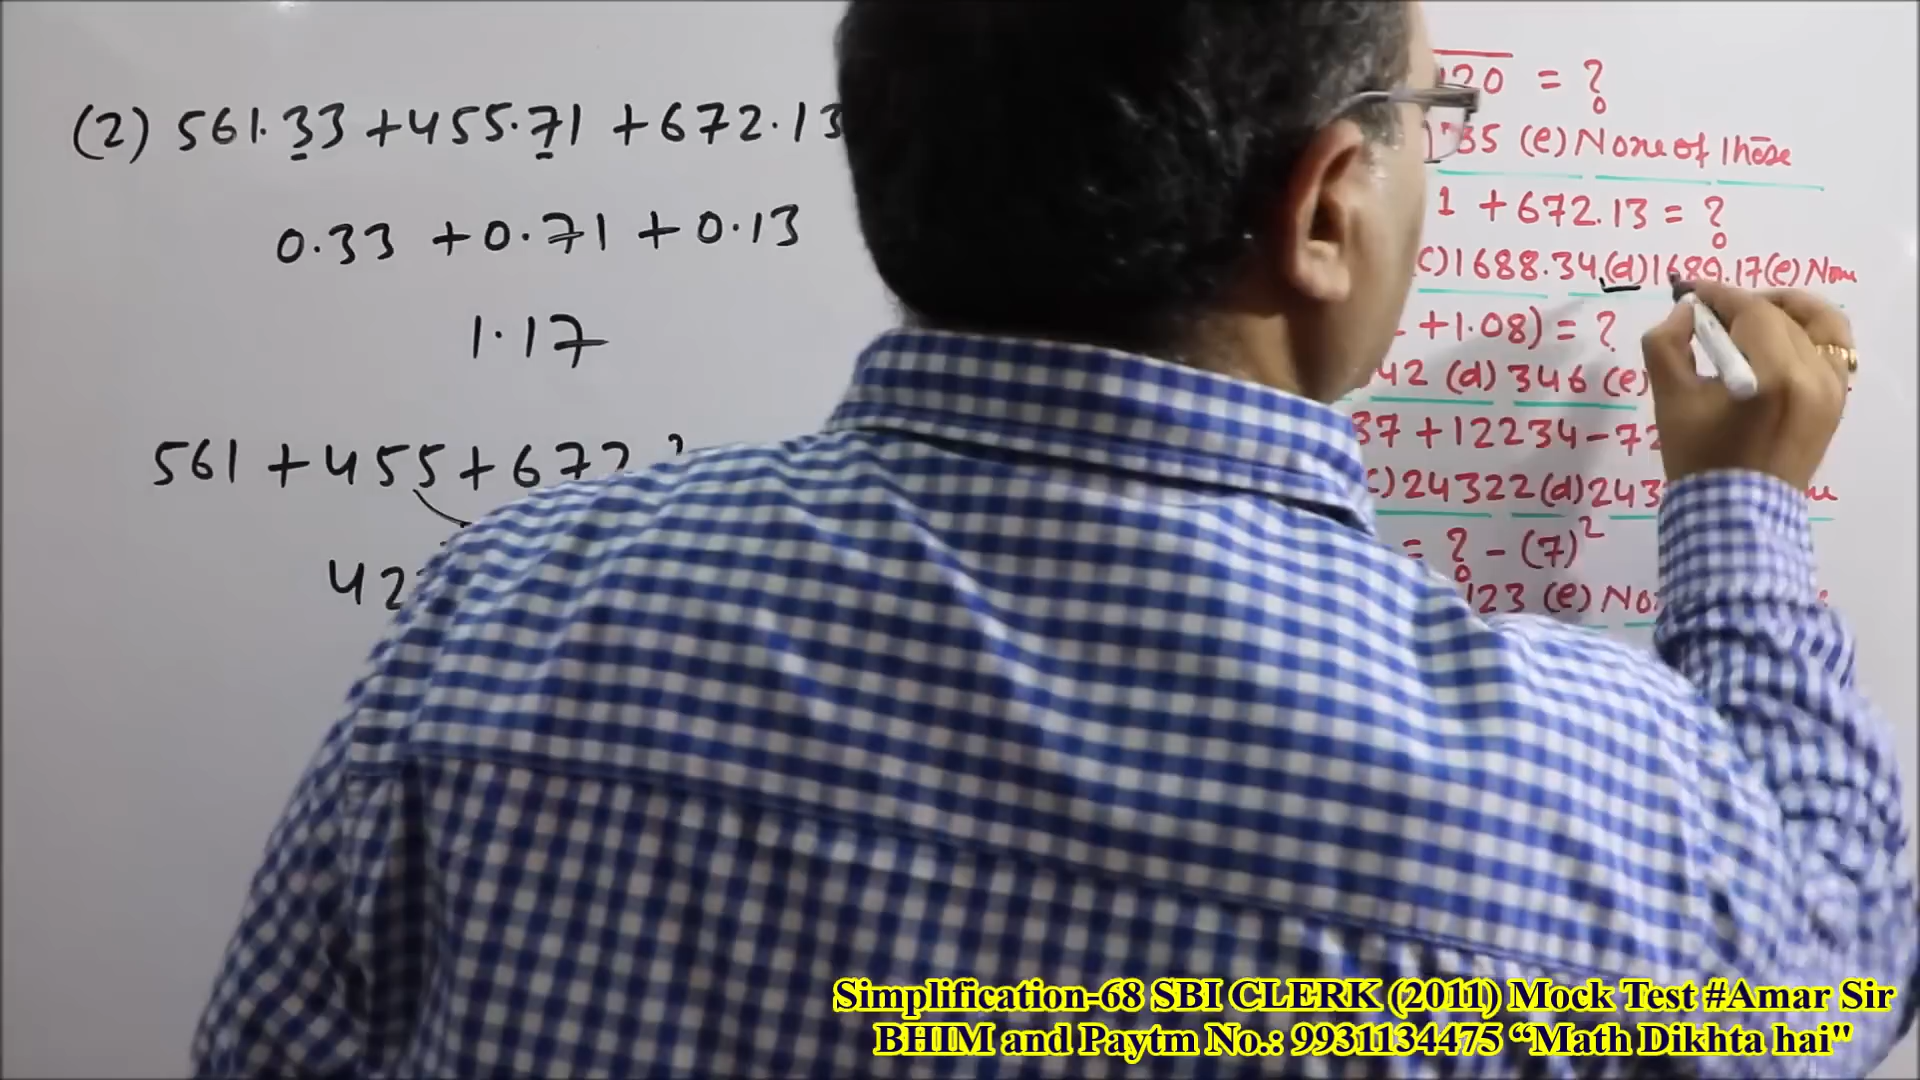 (2) 561.33 +455.71 +672.13
0.33 +0.71 +0.13
1.17
561 +455+672
42
120 = ?
35 (e) None of these
1 +672.13 = ?
(c)1688.34 (d)1689.17(e) None
+1.08) = ?
42 (d) 346 (e)
37 +12234-72
(c)24322(d)243
= ? - (7)²
123 (e) No
Simplification-68 SBI CLERK (2011) Mock Test #Amar Sir
BHIM and Paytm No.: 9931134475 “Math Dikhta hai"